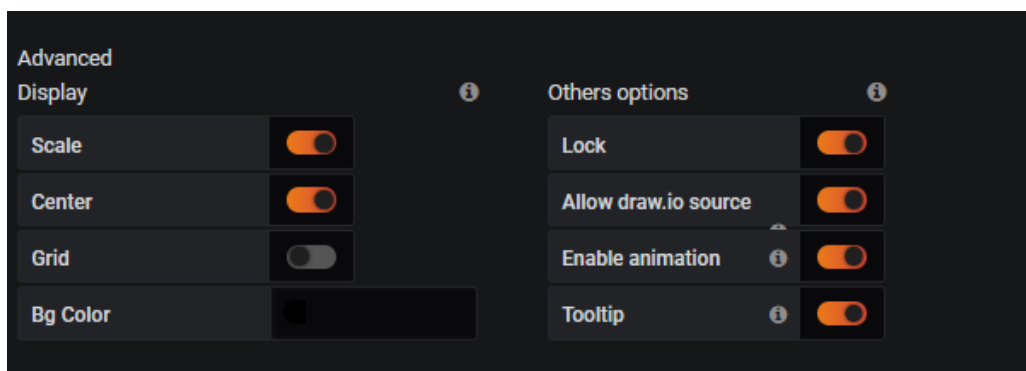 Advanced
Display
Scale
Center
Grid
Bg Color
Others options
Lock
Allow draw.io source
Enable animation
Tooltip